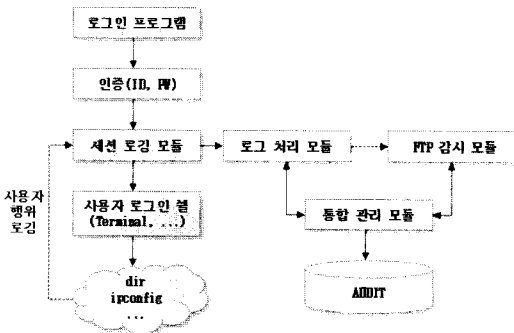 로그인 프로그램
인증(ID, PW)
세션 로깅 모듈
로그 처리 모듈
FTP 감시 모듈
사용자
행위
로깅
사용자 로그인 쉘
(Terminal, ...)
통합 관리 모듈
dir
ipconfig
...
AUDIT